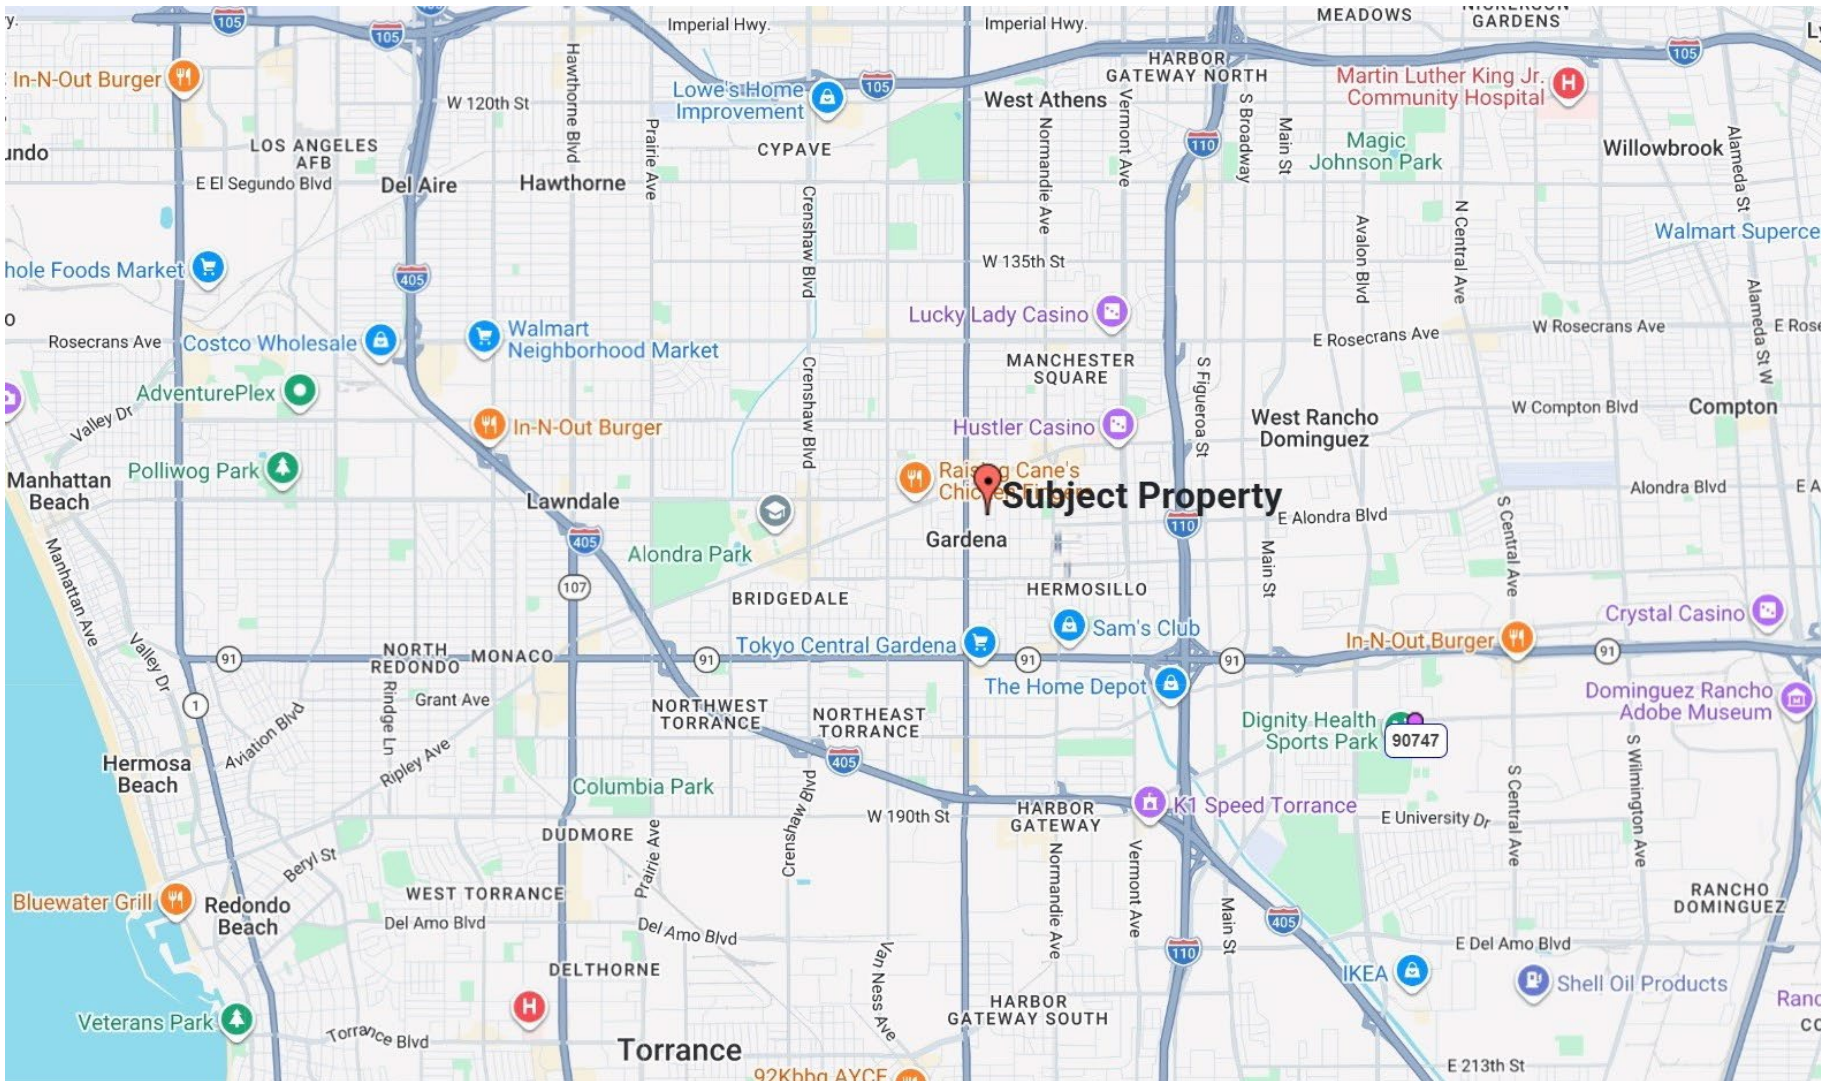 105
105
Imperial Hwy.
Imperial Hwy.
MEADOWS
GARDENS
In-N-Out Burger
Hawthorne Blvd
W 120th St
Lowe's Home
Improvement
105
HARBOR
GATEWAY NORTH
105
West Athens
Martin Luther King Jr.
Community Hospital
H
LOS ANGELES
AFB
Prairie Ave
CYPAVE
Normandie Ave
Vermont Ave
110
S Broadway
Main St
Magic
Johnson Park
Willowbrook
Alameda St
E El Segundo Blvd
Del Aire
Hawthorne
Crenshaw Blvd
Avalon Blvd
N Central Ave
Walmart Superce
hole Foods Market
405
W 135th St
Alameda St W
Lucky Lady Casino
Rosecrans Ave
Costco Wholesale
Walmart
Neighborhood Market
E Rosecrans Ave
W Rosecrans Ave
E Rose
MANCHESTER
SQUARE
Crenshaw Blvd
S Figueroa St
AdventurePlex
Valley Dr
In-N-Out Burger
Hustler Casino
West Rancho
Dominguez
W Compton Blvd
Compton
Polliwog Park
Manhattan
Beach
Raising Cane's
Chicken Fingers
Subject Property
Lawndale
Alondra Blvd
E A
S Central Ave
110
E Alondra Blvd
405
Gardena
Alondra Park
Manhattan Ave
Main St
107
BRIDGEDALE
HERMOSILLO
Crystal Casino
Valley Dr
Tokyo Central Gardena
Sam's Club
In-N-Out Burger
NORTH
REDONDO
MONACO
91
91
91
91
91
The Home Depot
Rindge Ln
Grant Ave
1
Aviation Blvd
NORTHWEST
TORRANCE
NORTHEAST
TORRANCE
Dignity Health
Sports Park
90747
Dominguez Rancho
Adobe Museum
S Wilmington Ave
Ripley Ave
Hermosa
Beach
405
Columbia Park
Crenshaw Blvd
W 190th St
HARBOR
GATEWAY
K1 Speed Torrance
E University Dr
S Central Ave
DUDMORE
Prairie Ave
Beryl St
Normandie Ave
Vermont Ave
WEST TORRANCE
Bluewater Grill
Redondo
Beach
Del Amo Blvd
Del Amo Blvd
Van Ness Ave
Main St
405
RANCHO
DOMINGUEZ
110
E Del Amo Blvd
DELTHORNE
IKEA
Shell Oil Products
H
HARBOR
GATEWAY SOUTH
Veterans Park
Torrance Blvd
Torrance
92Kbbq AYCE
E 213th St